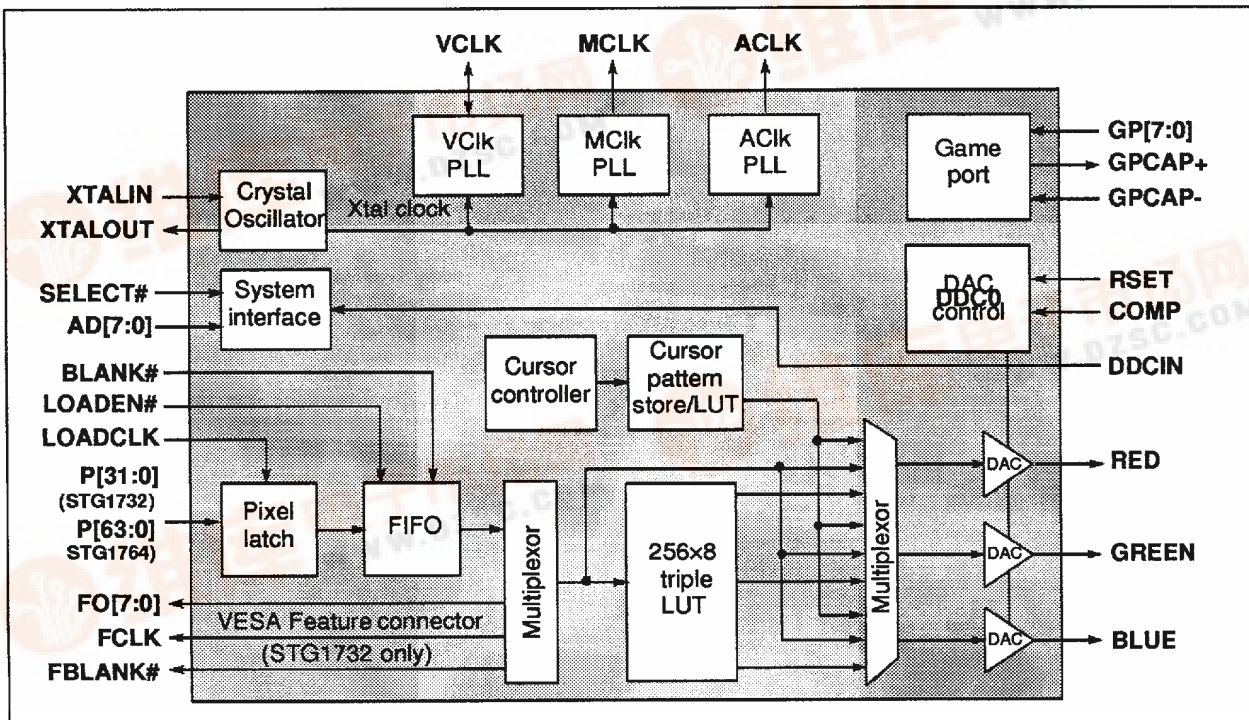 VCLK
MCLK
ACLK
VClk
PLL
MClk
PLL
AClk
PLL
Game
port
GP[7:0]
GPCAP+
GPCAP-
XTALIN
XTALOUT
Crystal
Oscillator
Xtal clock
SELECT#
AD[7:0]
System
interface
DAC
DDC0
control
RSET
COMP
DDCIN
BLANK#
LOADEN#
LOADCLK
Cursor
controller
Cursor
pattern
store/LUT
P[31:0]
(STG1732)
P[63:0]
(STG1764)
Pixel
latch
FIFO
Multiplexor
256×8
triple
LUT
Multiplexor
DAC
RED
DAC
GREEN
DAC
BLUE
FO[7:0]
FCLK
FBLANK#
VESA Feature connector
(STG1732 only)